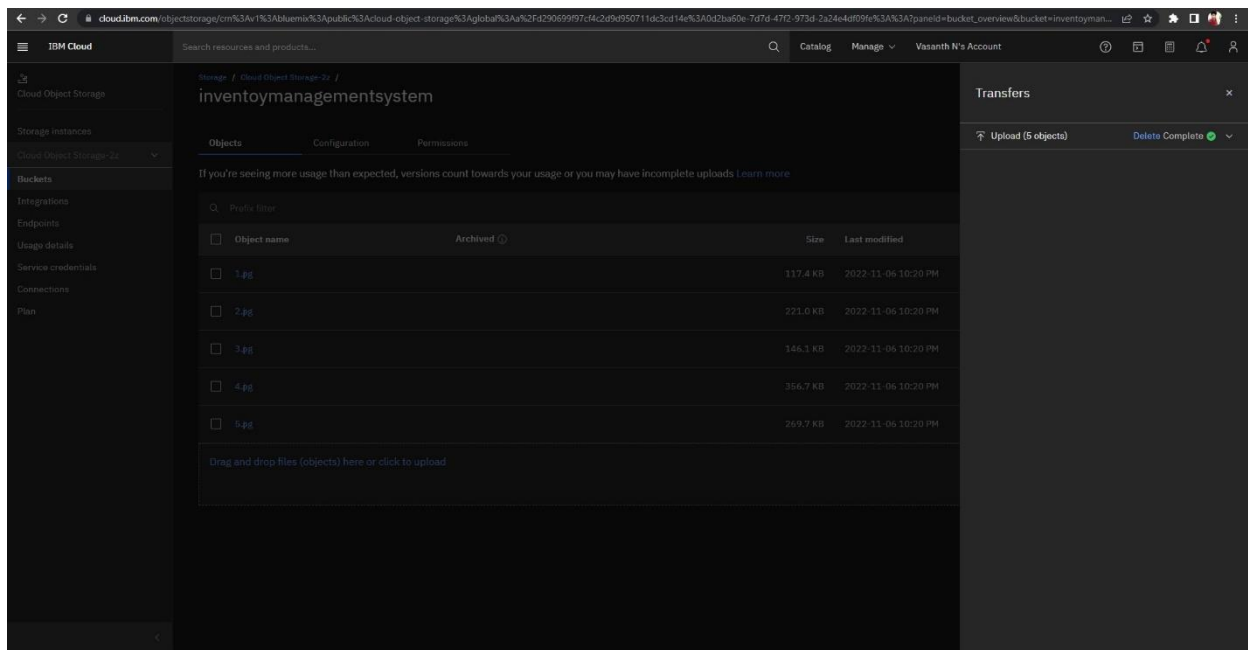 cloud.ibm.com/objectstorage/crn%3Av1%3Abluemix%3Apublic%3Acloud-object-storage%3Aglobal%3Aa%2Fd290699f97cf4c2d9d950711dc3cd14e%3A0d2ba60e-7d7d-47f2-973d-2a24e4df09fe%3A%3A?paneId=bucket_overview&bucket=inventoyman...
IBM Cloud
Search resources and products...
Catalog Manage Vasanth N's Account
Cloud Object Storage
Storage instances
Cloud Object Storage-2z
Buckets
Integrations
Endpoints
Usage details
Service credentials
Connections
Plan
Storage / Cloud Object Storage-2z /
inventoymanagementsystem
Objects Configuration Permissions
If you're seeing more usage than expected, versions count towards your usage or you may have incomplete uploads Learn more
Prefix filter
Object name Archived Size Last modified
1.jpg 117.4 KB 2022-11-06 10:20 PM
2.jpg 221.0 KB 2022-11-06 10:20 PM
3.jpg 146.1 KB 2022-11-06 10:20 PM
4.jpg 356.7 KB 2022-11-06 10:20 PM
5.jpg 269.7 KB 2022-11-06 10:20 PM
Drag and drop files (objects) here or click to upload
Transfers
Upload (5 objects) Delete Complete